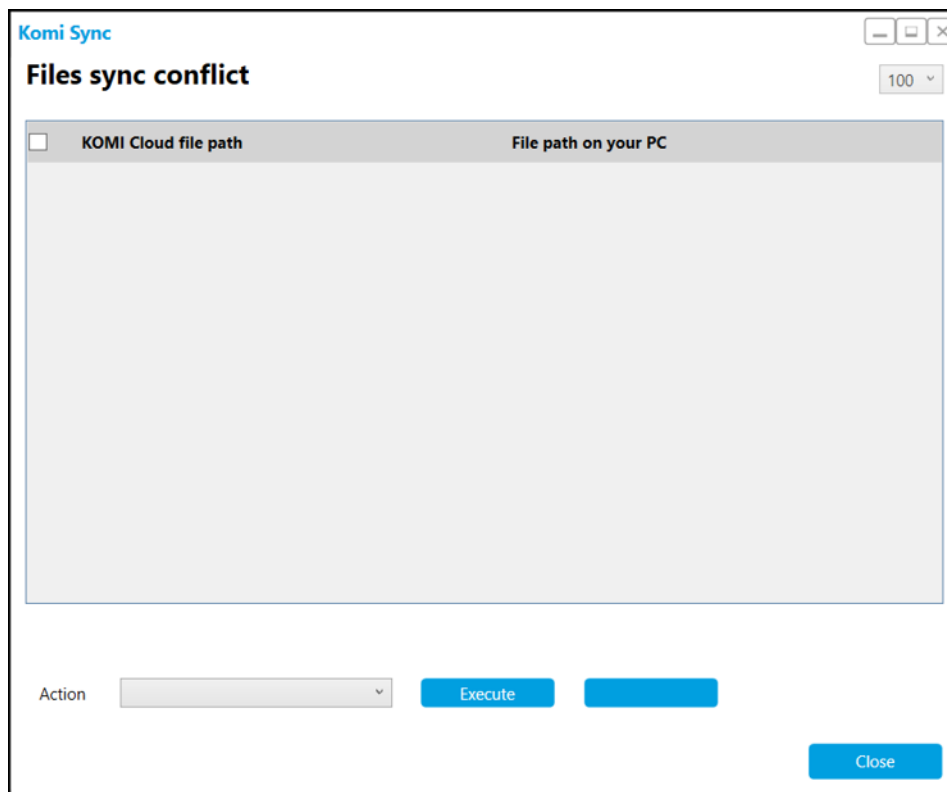 Komi Sync
Files sync conflict
100
KOMI Cloud file path File path on your PC
Action Execute
Close